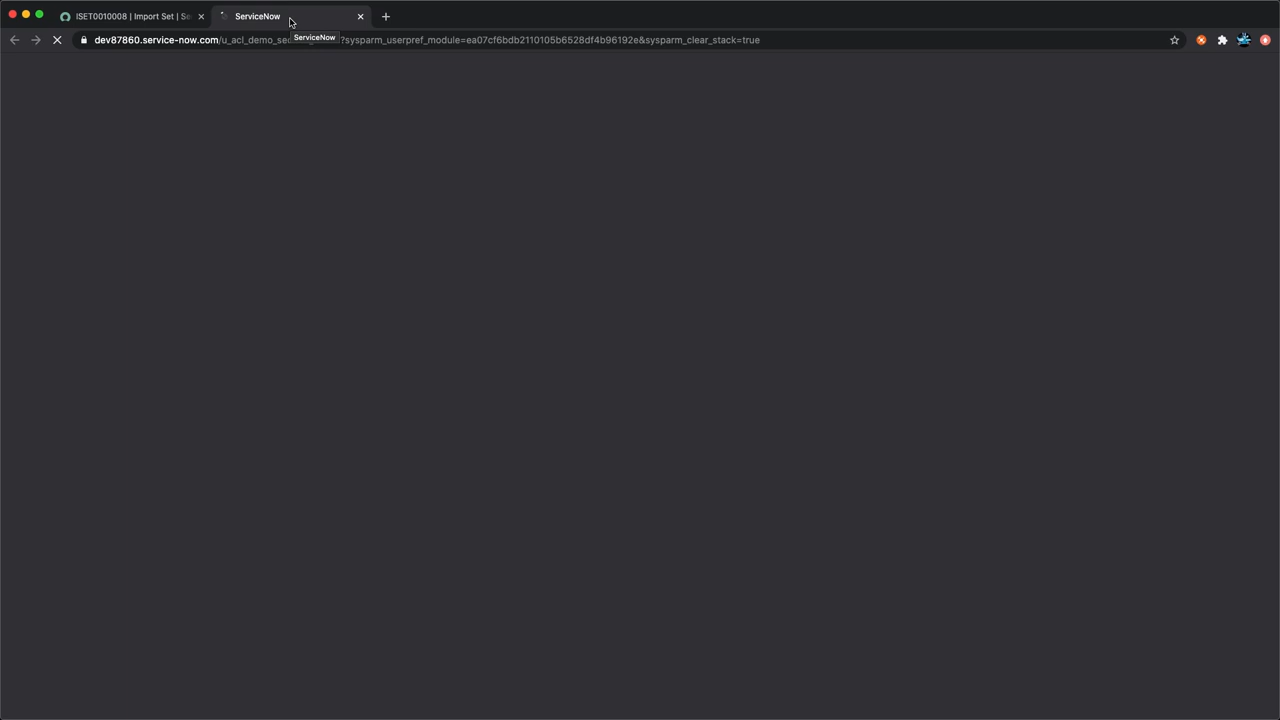 ISET0010008 | Import Set | Se
ServiceNow
ServiceNow
dev87860.service-now.com/u_acl_demo_se ?sysparm_userpref_module=ea07cf6bdb2110105b6528df4b96192e&sysparm_clear_stack=true